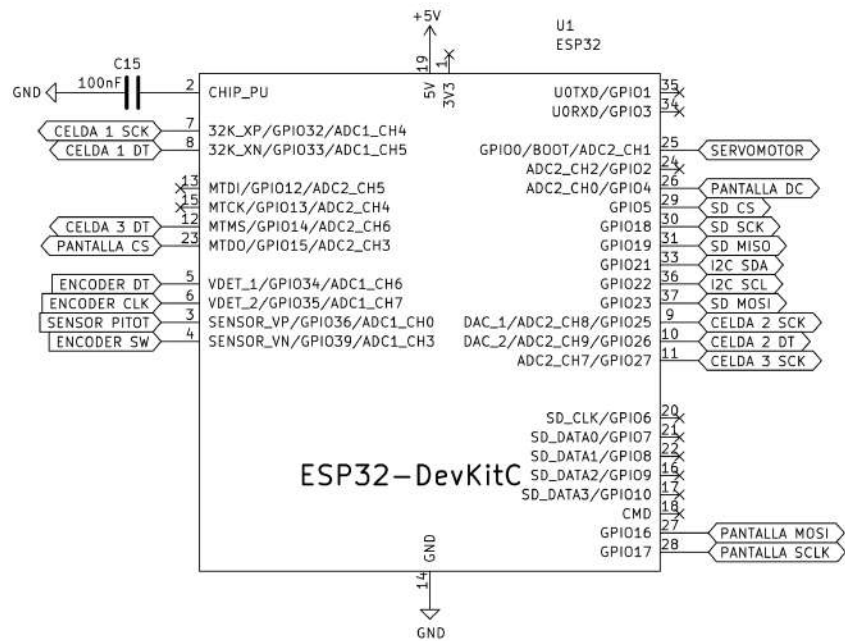 +5V
U1
ESP32
C15
100nF
GND
19
5V
1
3V3
2 CHIP_PU
CELDA 1 SCK 7 32K_XP/GPIO32/ADC1_CH4
CELDA 1 DT 8 32K_XN/GPIO33/ADC1_CH5
13 MTDI/GPIO12/ADC2_CH5
15 MTCK/GPIO13/ADC2_CH4
CELDA 3 DT 12 MTMS/GPIO14/ADC2_CH6
PANTALLA CS 23 MTDO/GPIO15/ADC2_CH3
ENCODER DT 5 VDET_1/GPIO34/ADC1_CH6
ENCODER CLK 6 VDET_2/GPIO35/ADC1_CH7
SENSOR PITOT 3 SENSOR_VP/GPIO36/ADC1_CH0
ENCODER SW 4 SENSOR_VN/GPIO39/ADC1_CH3
U0TXD/GPIO1 35
U0RXD/GPIO3 34
GPIO0/BOOT/ADC2_CH1 25 SERVOMOTOR
ADC2_CH2/GPIO2 24
ADC2_CH0/GPIO4 26 PANTALLA DC
GPIO5 29 SD CS
GPIO18 30 SD SCK
GPIO19 31 SD MISO
GPIO21 33 I2C SDA
GPIO22 36 I2C SCL
GPIO23 37 SD MOSI
DAC_1/ADC2_CH8/GPIO25 9 CELDA 2 SCK
DAC_2/ADC2_CH9/GPIO26 10 CELDA 2 DT
ADC2_CH7/GPIO27 11 CELDA 3 SCK
SD_CLK/GPIO6 20
SD_DATA0/GPIO7 21
SD_DATA1/GPIO8 22
SD_DATA2/GPIO9 16
SD_DATA3/GPIO10 17
CMD 18
GPIO16 27 PANTALLA MOSI
GPIO17 28 PANTALLA SCLK
ESP32-DevKitC
GND
14
GND